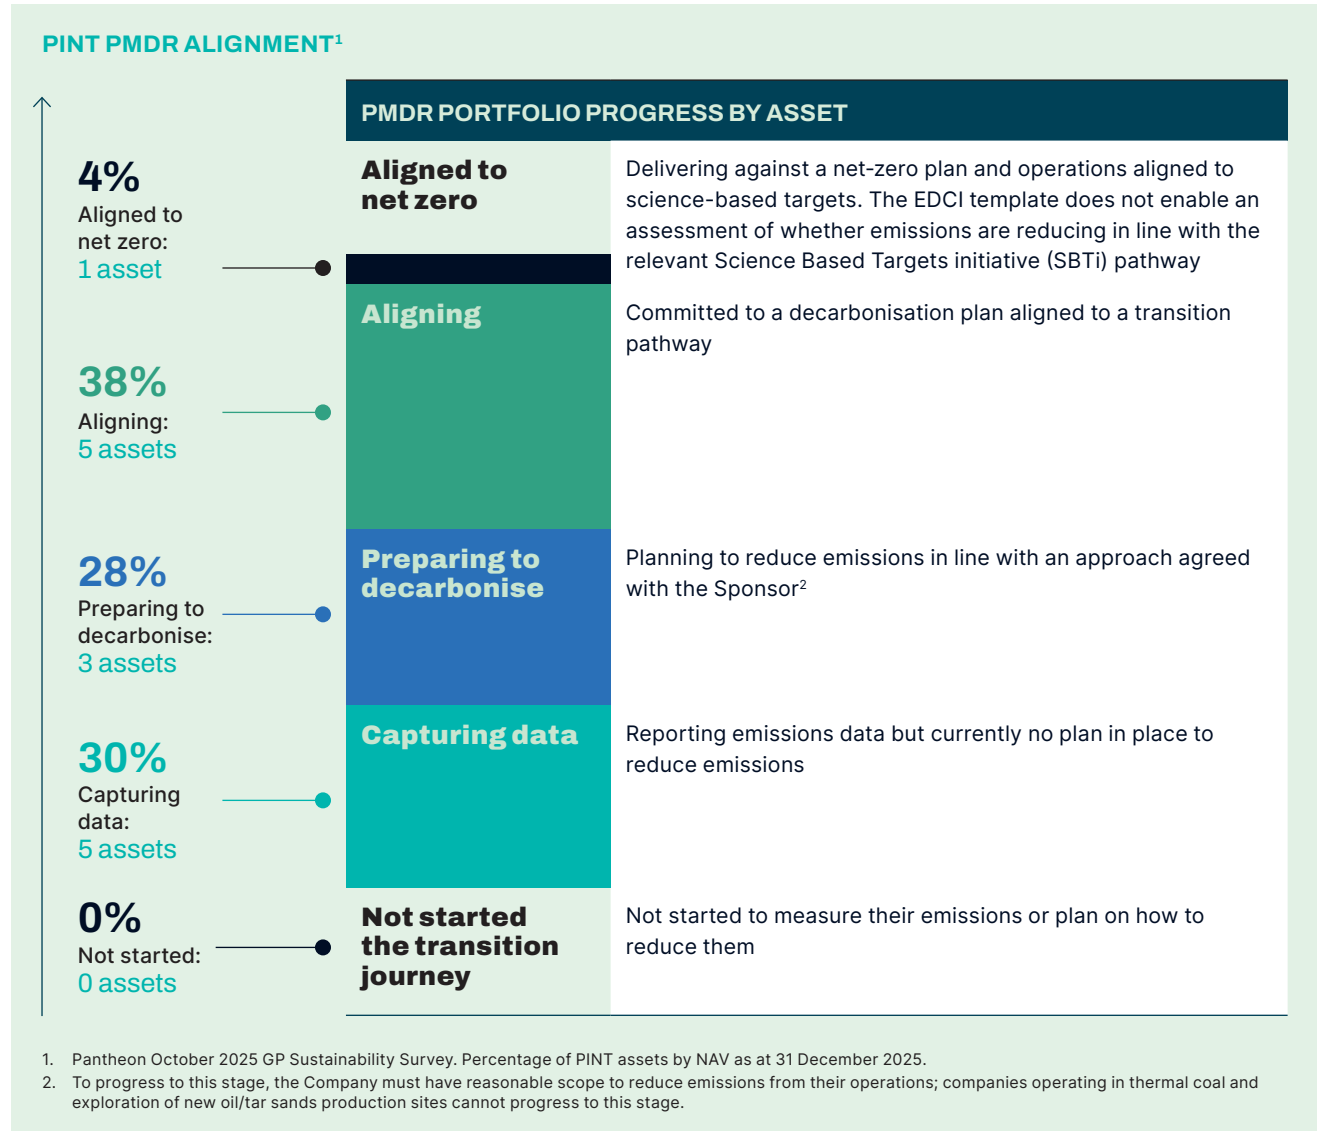 PINT PMDR ALIGNMENT¹
PMDR PORTFOLIO PROGRESS BY ASSET
4%
Aligned to
net zero:
1 asset
Aligned to
net zero
Delivering against a net-zero plan and operations aligned to
science-based targets. The EDCI template does not enable an
assessment of whether emissions are reducing in line with the
relevant Science Based Targets initiative (SBTi) pathway
38%
Aligning:
5 assets
Aligning
Committed to a decarbonisation plan aligned to a transition
pathway
28%
Preparing to
decarbonise:
3 assets
Preparing to
decarbonise
Planning to reduce emissions in line with an approach agreed
with the Sponsor²
30%
Capturing
data:
5 assets
Capturing data
Reporting emissions data but currently no plan in place to
reduce emissions
0%
Not started:
0 assets
Not started
the transition
journey
Not started to measure their emissions or plan on how to
reduce them
1. Pantheon October 2025 GP Sustainability Survey. Percentage of PINT assets by NAV as at 31 December 2025.
2. To progress to this stage, the Company must have reasonable scope to reduce emissions from their operations; companies operating in thermal coal and
exploration of new oil/tar sands production sites cannot progress to this stage.